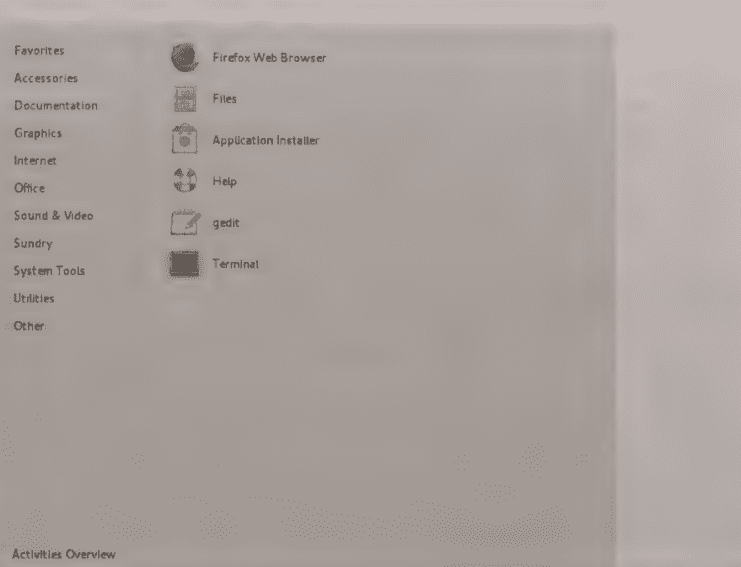 Favorites
Accessories
Documentation
Graphics
Internet
Office
Sound & Video
Sundry
System Tools
Utilities
Other
Firefox Web Browser
Files
Application Installer
Help
gedit
Terminal
Activities Overview